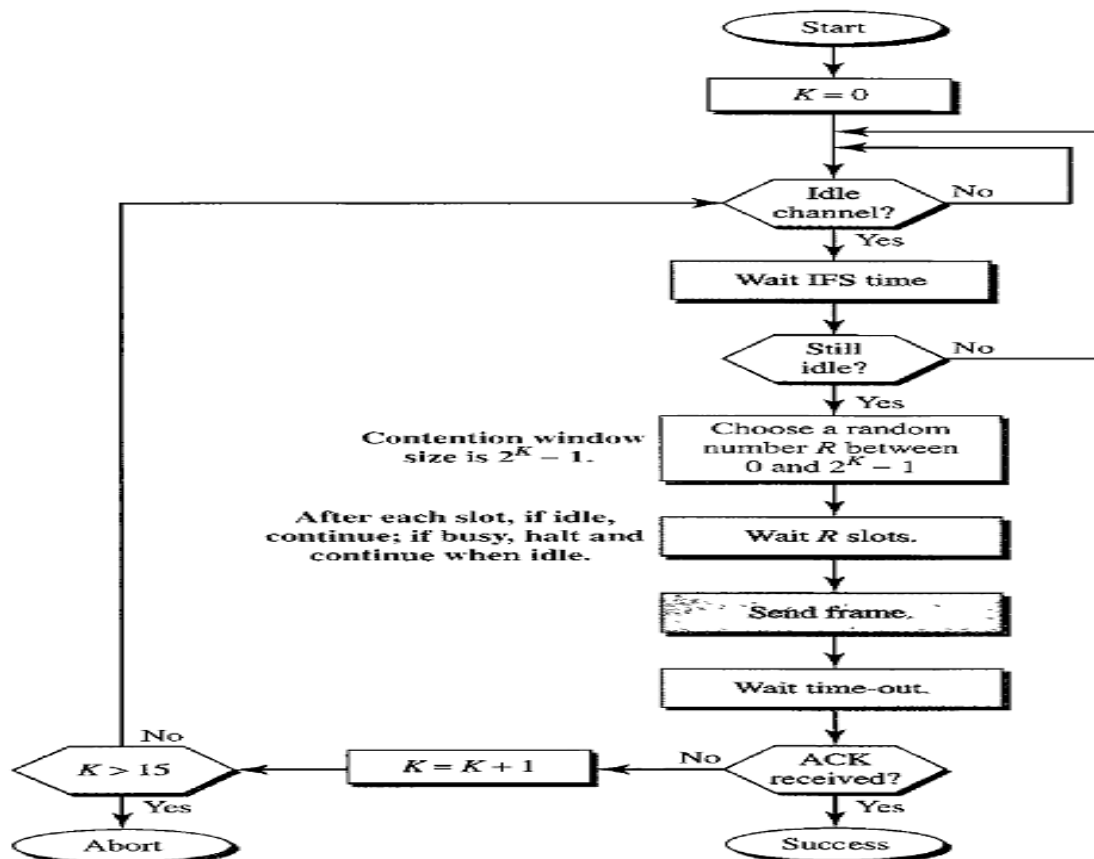 Start
K = 0
Idle
channel?
No
Yes
Wait IFS time
Still
idle?
No
Yes
Contention window
size is 2^K − 1.
Choose a random
number R between
0 and 2^K − 1
After each slot, if idle,
continue; if busy, halt and
continue when idle.
Wait R slots.
Send frame.
Wait time-out.
ACK
received?
No
Yes
K = K + 1
K > 15
No
Yes
Abort
Success